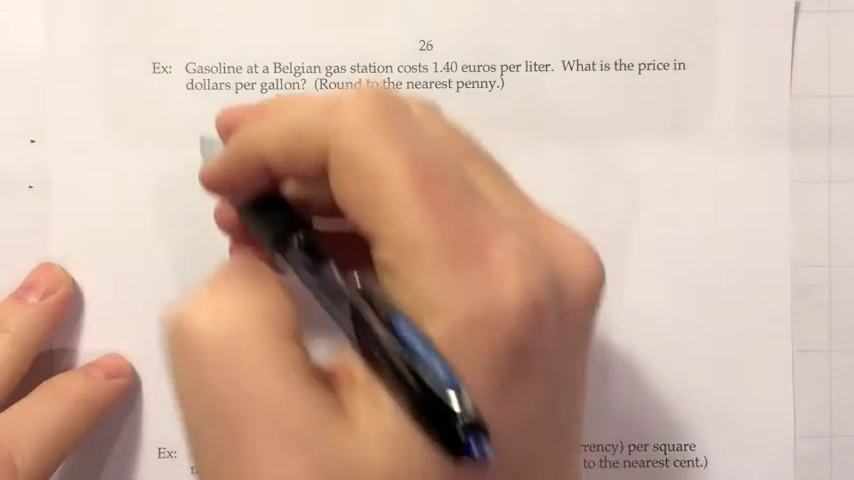 26
Ex: Gasoline at a Belgian gas station costs 1.40 euros per liter. What is the price in
dollars per gallon? (Round to the nearest penny.)
Ex: per square
to the nearest cent.)